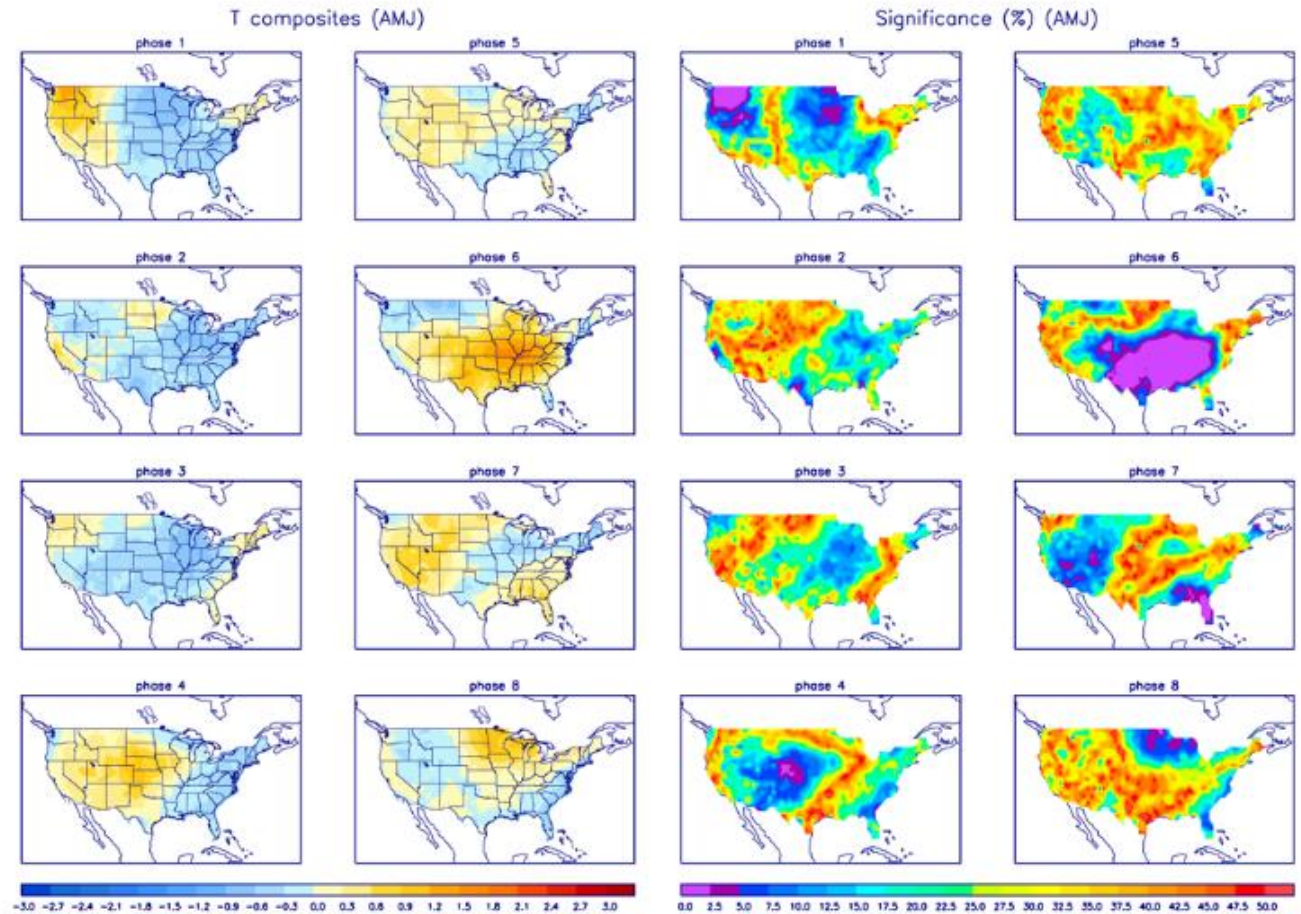 T composites (AMJ)
Significance (%) (AMJ)
phase 1
phase 5
phase 1
phase 5
phase 2
phase 6
phase 2
phase 6
phase 3
phase 7
phase 3
phase 7
phase 4
phase 8
phase 4
phase 8
-3.0 -2.7 -2.4 -2.1 -1.8 -1.5 -1.2 -0.9 -0.6 -0.3 0.0 0.3 0.6 0.9 1.2 1.5 1.8 2.1 2.4 2.7 3.0
0.0 2.5 5.0 7.5 10.0 12.5 15.0 17.5 20.0 22.5 25.0 27.5 30.0 32.5 35.0 37.5 40.0 42.5 45.0 47.5 50.0